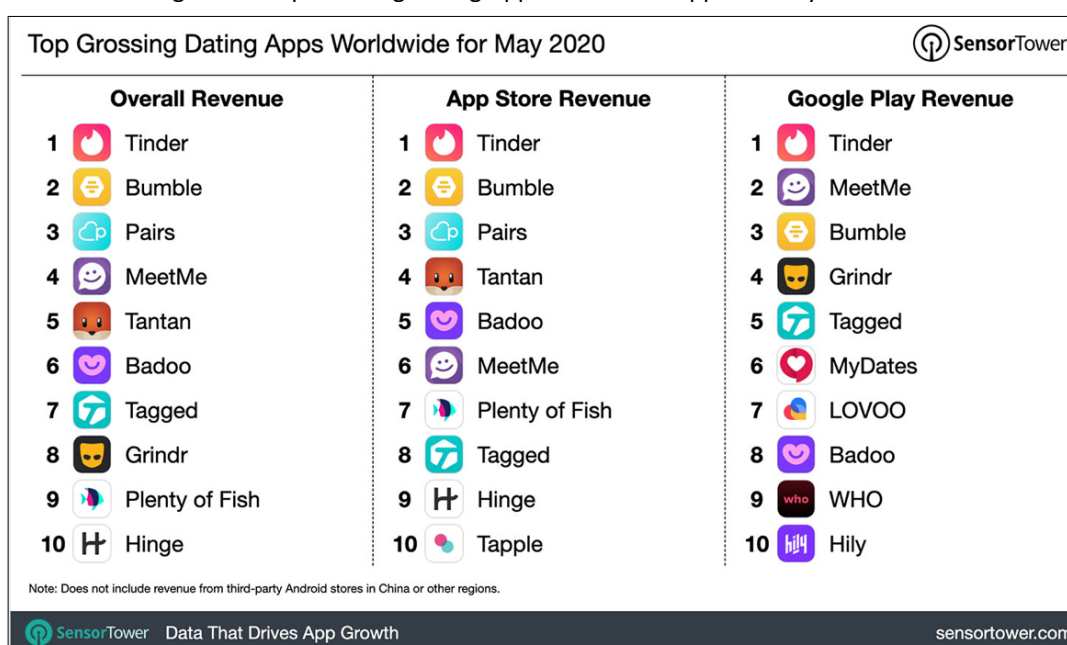 Top Grossing Dating Apps Worldwide for May 2020
SensorTower
Overall Revenue
1 Tinder
2 Bumble
3 Pairs
4 MeetMe
5 Tantan
6 Badoo
7 Tagged
8 Grindr
9 Plenty of Fish
10 Hinge
App Store Revenue
1 Tinder
2 Bumble
3 Pairs
4 Tantan
5 Badoo
6 MeetMe
7 Plenty of Fish
8 Tagged
9 Hinge
10 Tapple
Google Play Revenue
1 Tinder
2 MeetMe
3 Bumble
4 Grindr
5 Tagged
6 MyDates
7 LOVOO
8 Badoo
9 who WHO
10 hily Hily
Note: Does not include revenue from third-party Android stores in China or other regions.
SensorTower Data That Drives App Growth
sensortower.com